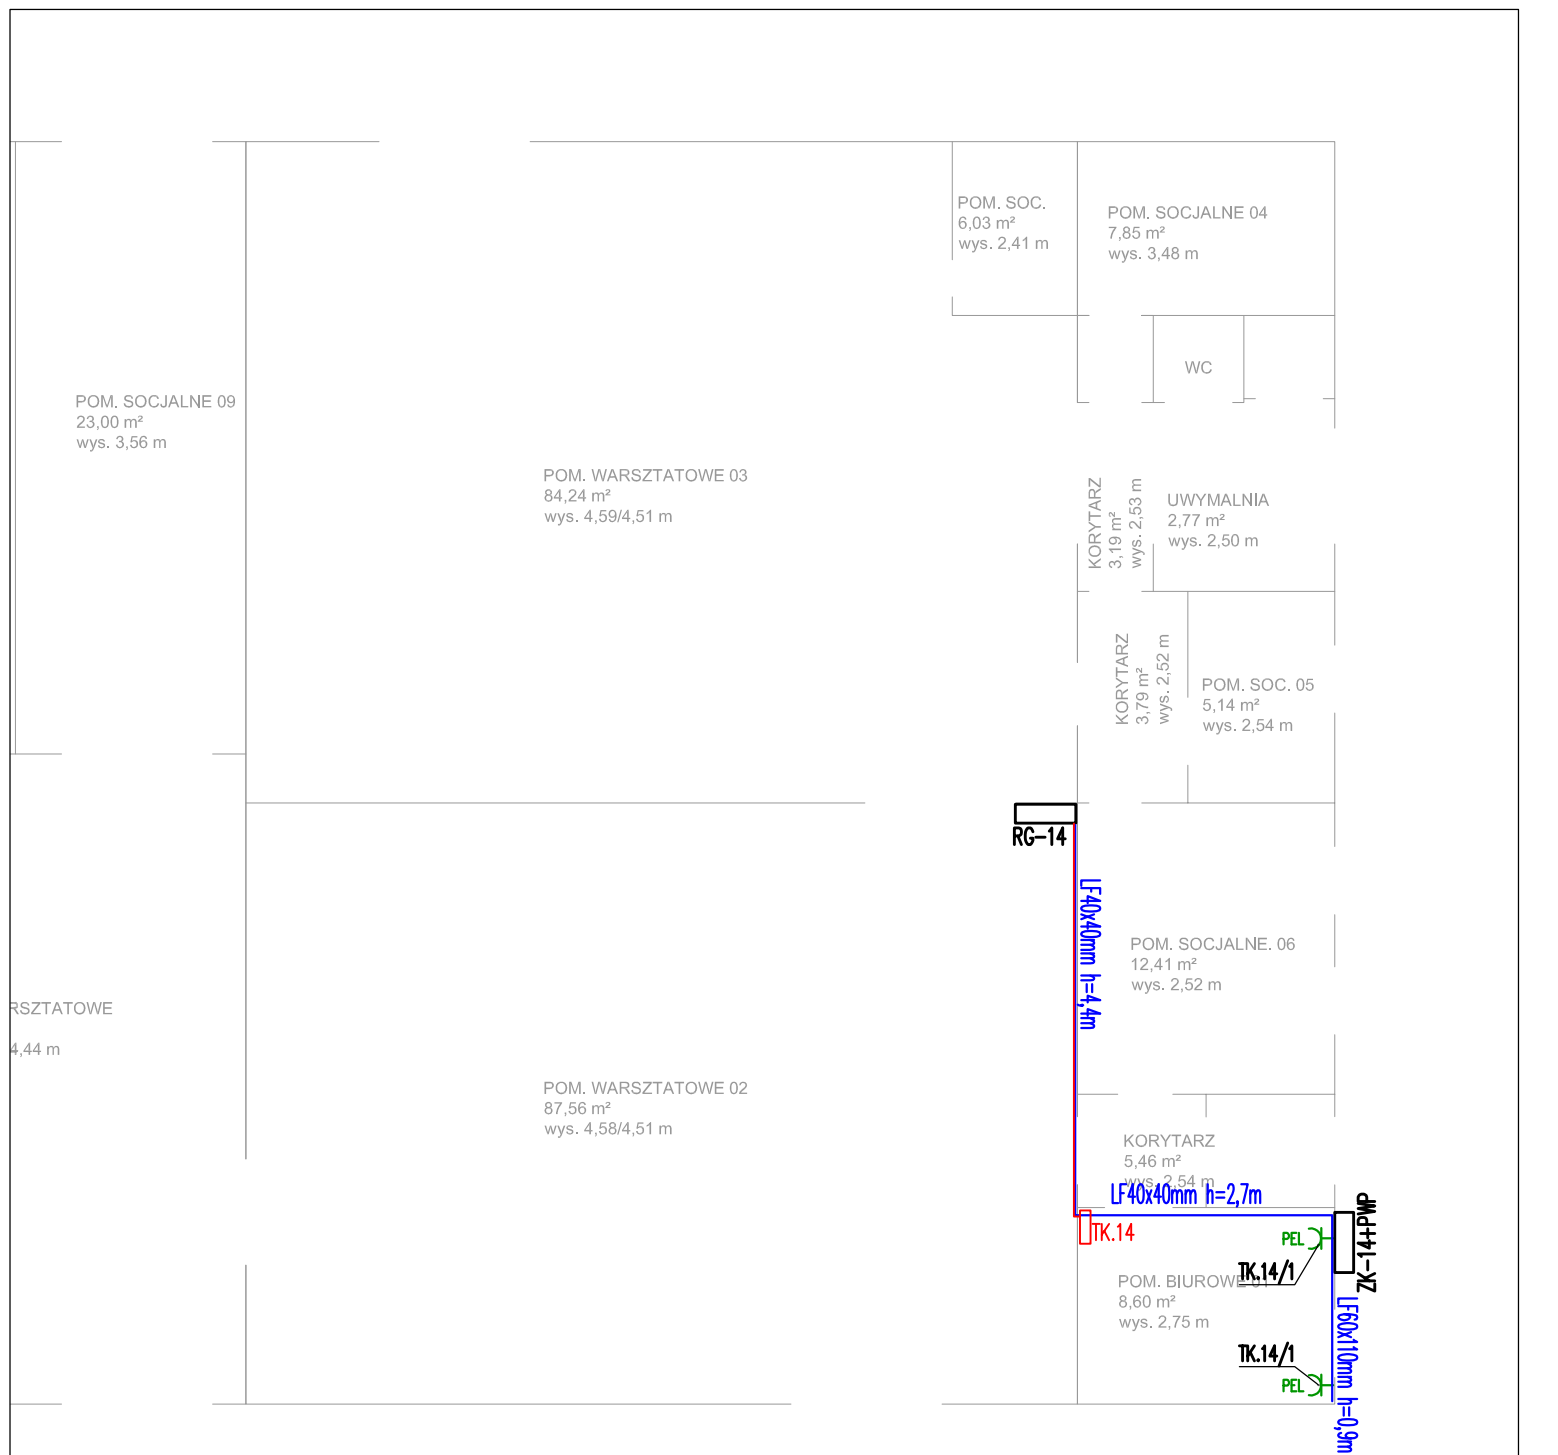 POM. SOC.
6,03 m²
wys. 2,41 m
POM. SOCJALNE 04
7,85 m²
wys. 3,48 m
WC
POM. SOCJALNE 09
23,00 m²
wys. 3,56 m
POM. WARSZTATOWE 03
84,24 m²
wys. 4,59/4,51 m
KORYTARZ
3,19 m²
wys. 2,53 m
UWYMALNIA
2,77 m²
wys. 2,50 m
KORYTARZ
3,79 m²
wys. 2,52 m
POM. SOC. 05
5,14 m²
wys. 2,54 m
RG-14
LF40x40mm h=4,4m
POM. SOCJALNE. 06
12,41 m²
wys. 2,52 m
RSZTATOWE
4,44 m
POM. WARSZTATOWE 02
87,56 m²
wys. 4,58/4,51 m
KORYTARZ
5,46 m²
wys. 2,54 m
LF40x40mm h=2,7m
TK.14
PEL
ZK-14+PWP
TK.14/1
POM. BIUROWE 01
8,60 m²
wys. 2,75 m
LF60x110mm h=0,9m
TK.14/1
PEL